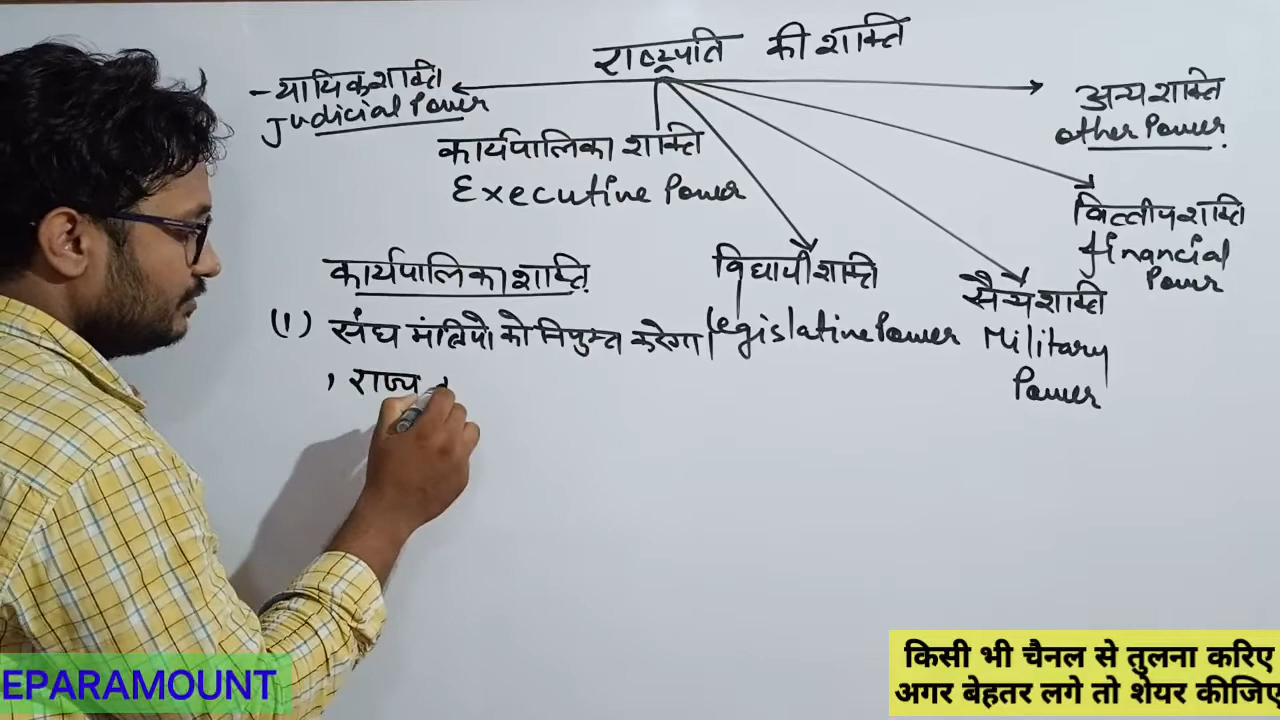 राष्ट्रपति की शक्ति
न्यायिक शक्ति
Judicial Power
कार्यपालिका शक्ति
Executive Power
अन्य शक्ति
other Power
वित्तीय शक्ति
financial
Power
विधायी शक्ति
Legislative Power
सैन्य शक्ति
Military
Power
कार्यपालिका शक्ति
(1) संघ मंत्रियों को नियुक्त करेगा।
, राज्य
EPARAMOUNT
किसी भी चैनल से तुलना करिए
अगर बेहतर लगे तो शेयर कीजिए